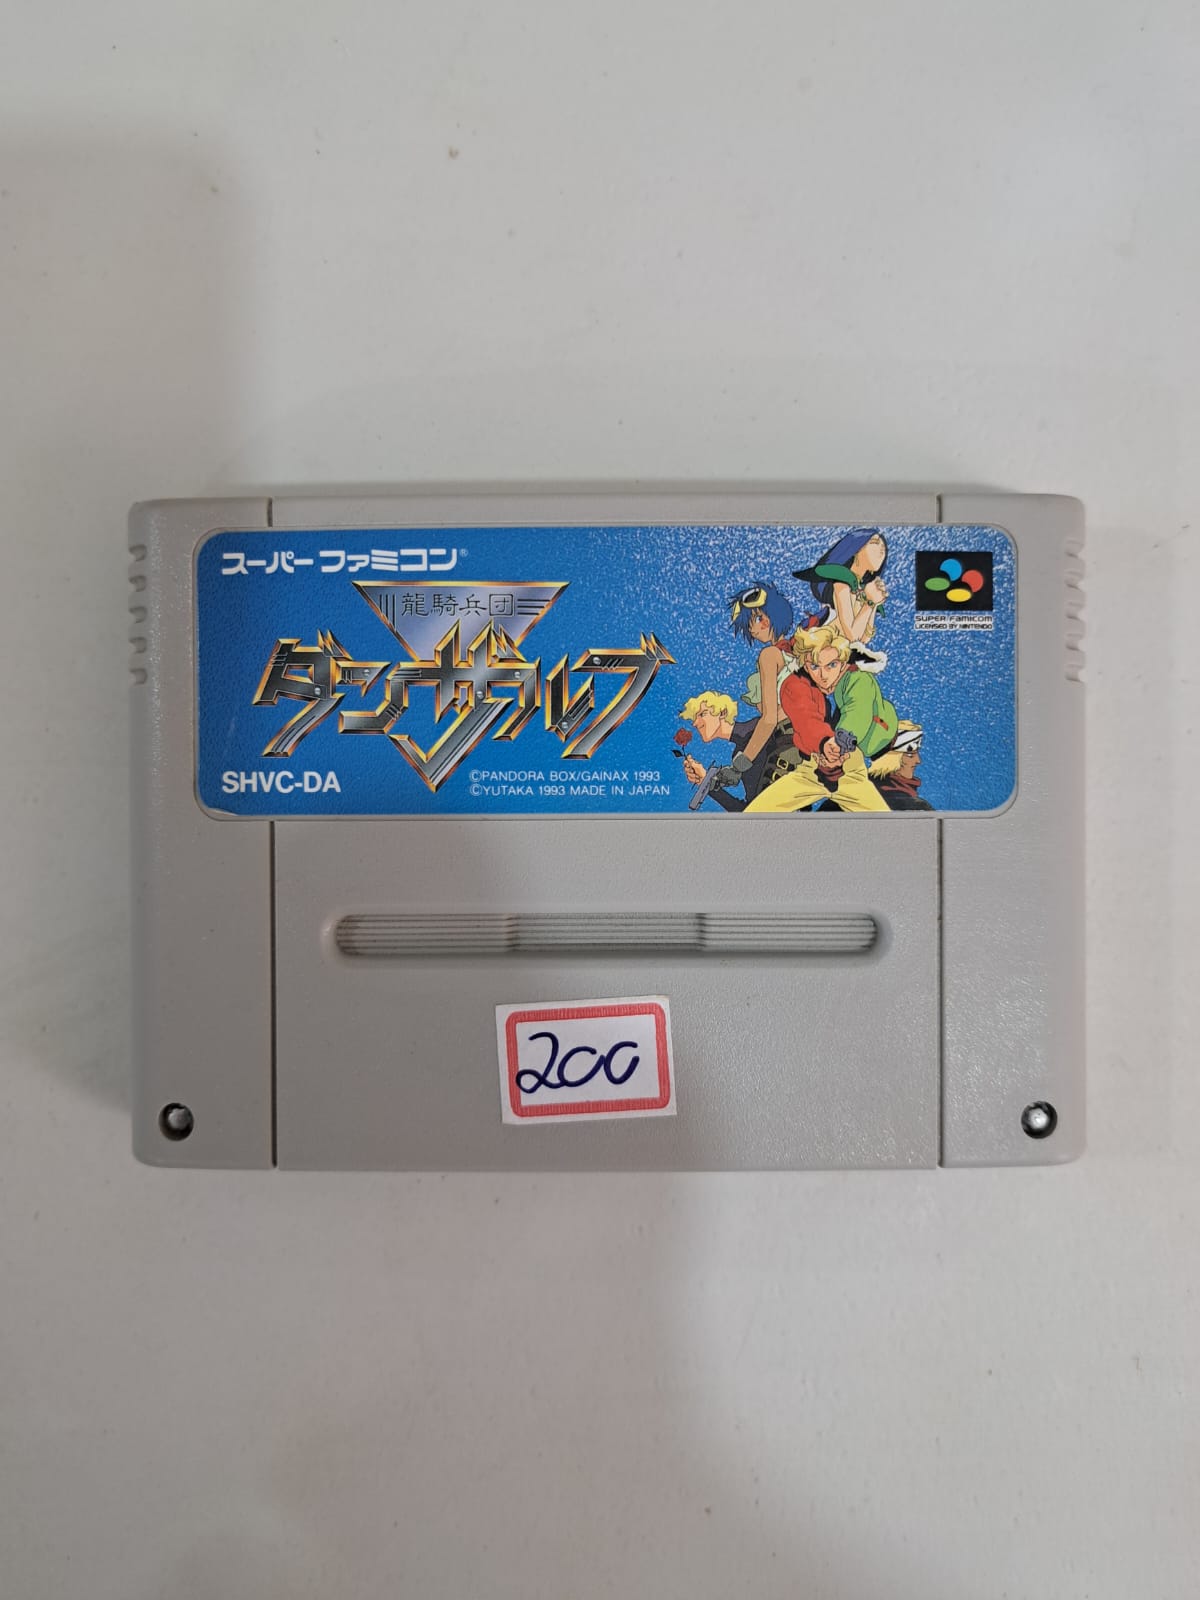 スーパーファミコン®
龍騎兵団
ダンザルブ
SUPER FAMICOM
LICENSED BY NINTENDO
SHVC-DA
©PANDORA BOX/GAINAX 1993
©YUTAKA 1993 MADE IN JAPAN
200